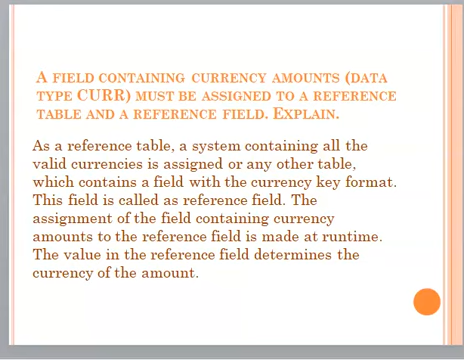 A FIELD CONTAINING CURRENCY AMOUNTS (DATA
TYPE CURR) MUST BE ASSIGNED TO A REFERENCE
TABLE AND A REFERENCE FIELD. EXPLAIN.
As a reference table, a system containing all the
valid currencies is assigned or any other table,
which contains a field with the currency key format.
This field is called as reference field. The
assignment of the field containing currency
amounts to the reference field is made at runtime.
The value in the reference field determines the
currency of the amount.